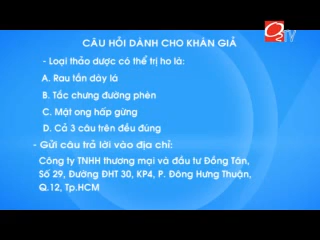 O2TV
CÂU HỎI DÀNH CHO KHÁN GIẢ
- Loại thảo dược có thể trị ho là:
A. Rau tần dày lá
B. Tắc chưng đường phèn
C. Mật ong hấp gừng
D. Cả 3 câu trên đều đúng
- Gửi câu trả lời vào địa chỉ:
Công ty TNHH thương mại và đầu tư Đồng Tân,
Số 29, Đường ĐHT 30, KP4, P. Đông Hưng Thuận,
Q.12, Tp.HCM